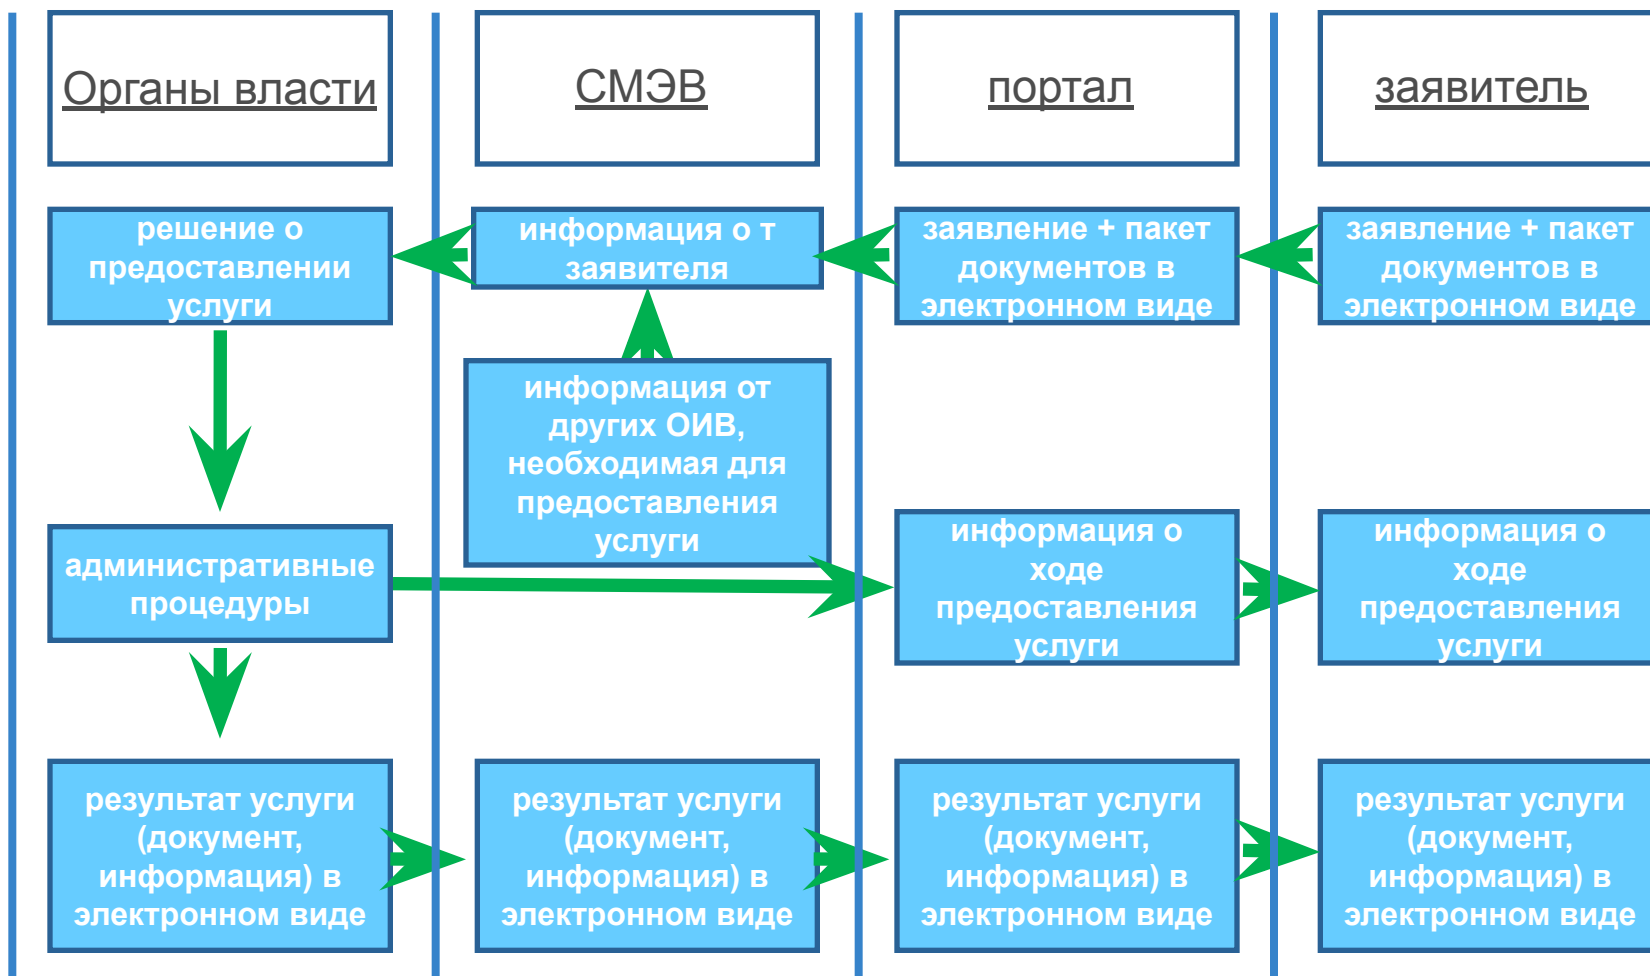 Органы власти
СМЭВ
портал
заявитель
решение о
предоставлении
услуги
информация о т
заявителя
заявление + пакет
документов в
электронном виде
заявление + пакет
документов в
электронном виде
информация от
других ОИВ,
необходимая для
предоставления
услуги
административные
процедуры
информация о
ходе
предоставления
услуги
информация о
ходе
предоставления
услуги
результат услуги
(документ,
информация) в
электронном виде
результат услуги
(документ,
информация) в
электронном виде
результат услуги
(документ,
информация) в
электронном виде
результат услуги
(документ,
информация) в
электронном виде